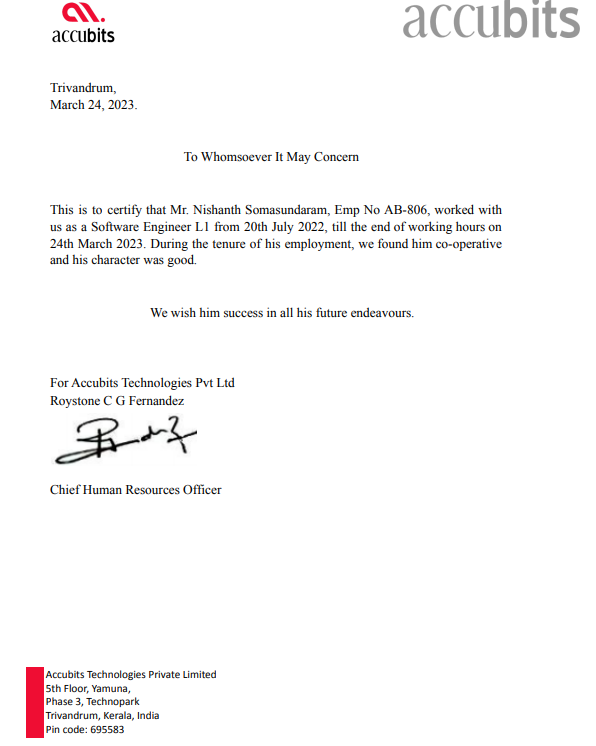 accubits
accubits
Trivandrum,
March 24, 2023.
To Whomsoever It May Concern
This is to certify that Mr. Nishanth Somasundaram, Emp No AB-806, worked with
us as a Software Engineer L1 from 20th July 2022, till the end of working hours on
24th March 2023. During the tenure of his employment, we found him co-operative
and his character was good.
We wish him success in all his future endeavours.
For Accubits Technologies Pvt Ltd
Roystone C G Fernandez
Chief Human Resources Officer
Accubits Technologies Private Limited
5th Floor, Yamuna,
Phase 3, Technopark
Trivandrum, Kerala, India
Pin code: 695583